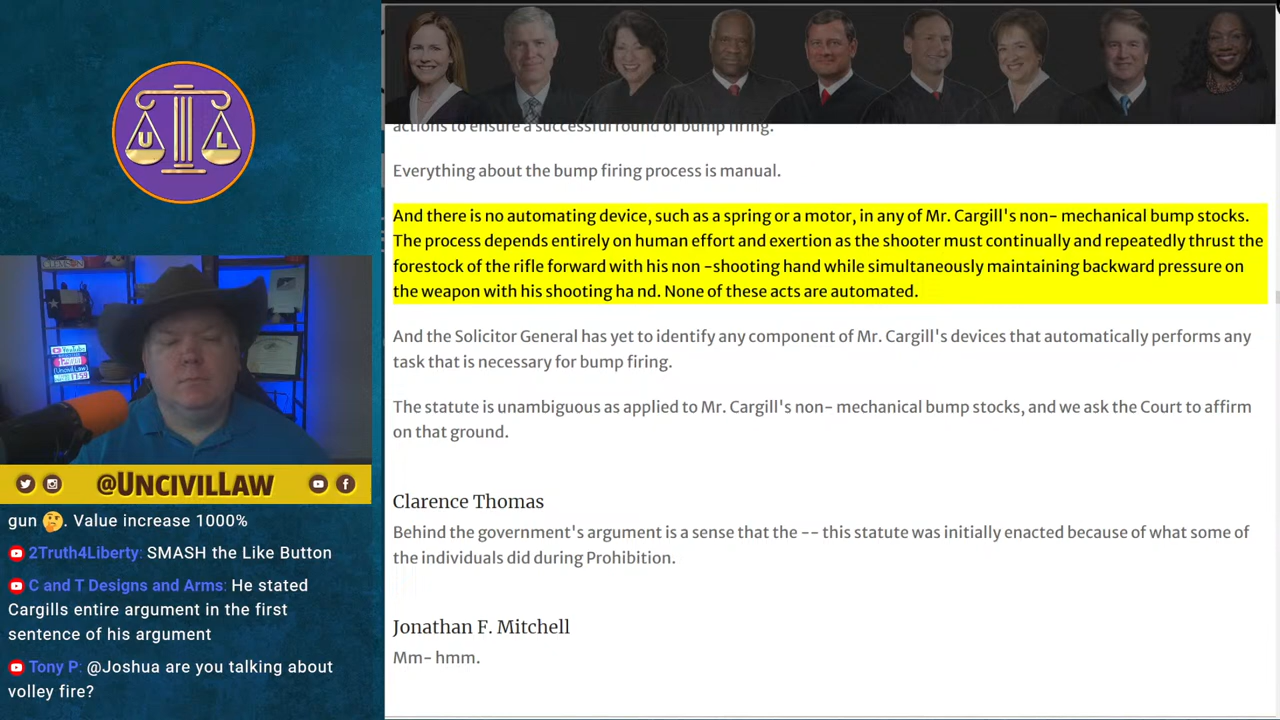 U L
actions to ensure a successful round of bump firing.
Everything about the bump firing process is manual.
And there is no automating device, such as a spring or a motor, in any of Mr. Cargill's non- mechanical bump stocks.
The process depends entirely on human effort and exertion as the shooter must continually and repeatedly thrust the
forestock of the rifle forward with his non -shooting hand while simultaneously maintaining backward pressure on
the weapon with his shooting ha nd. None of these acts are automated.
And the Solicitor General has yet to identify any component of Mr. Cargill's devices that automatically performs any
task that is necessary for bump firing.
The statute is unambiguous as applied to Mr. Cargill's non- mechanical bump stocks, and we ask the Court to affirm
on that ground.
Clarence Thomas
Behind the government's argument is a sense that the -- this statute was initially enacted because of what some of
the individuals did during Prohibition.
Jonathan F. Mitchell
Mm- hmm.
YouTube
@UNCIVILLAW
gun 🤔. Value increase 1000%
2Truth4Liberty: SMASH the Like Button
C and T Designs and Arms: He stated
Cargills entire argument in the first
sentence of his argument
Tony P: @Joshua are you talking about
volley fire?